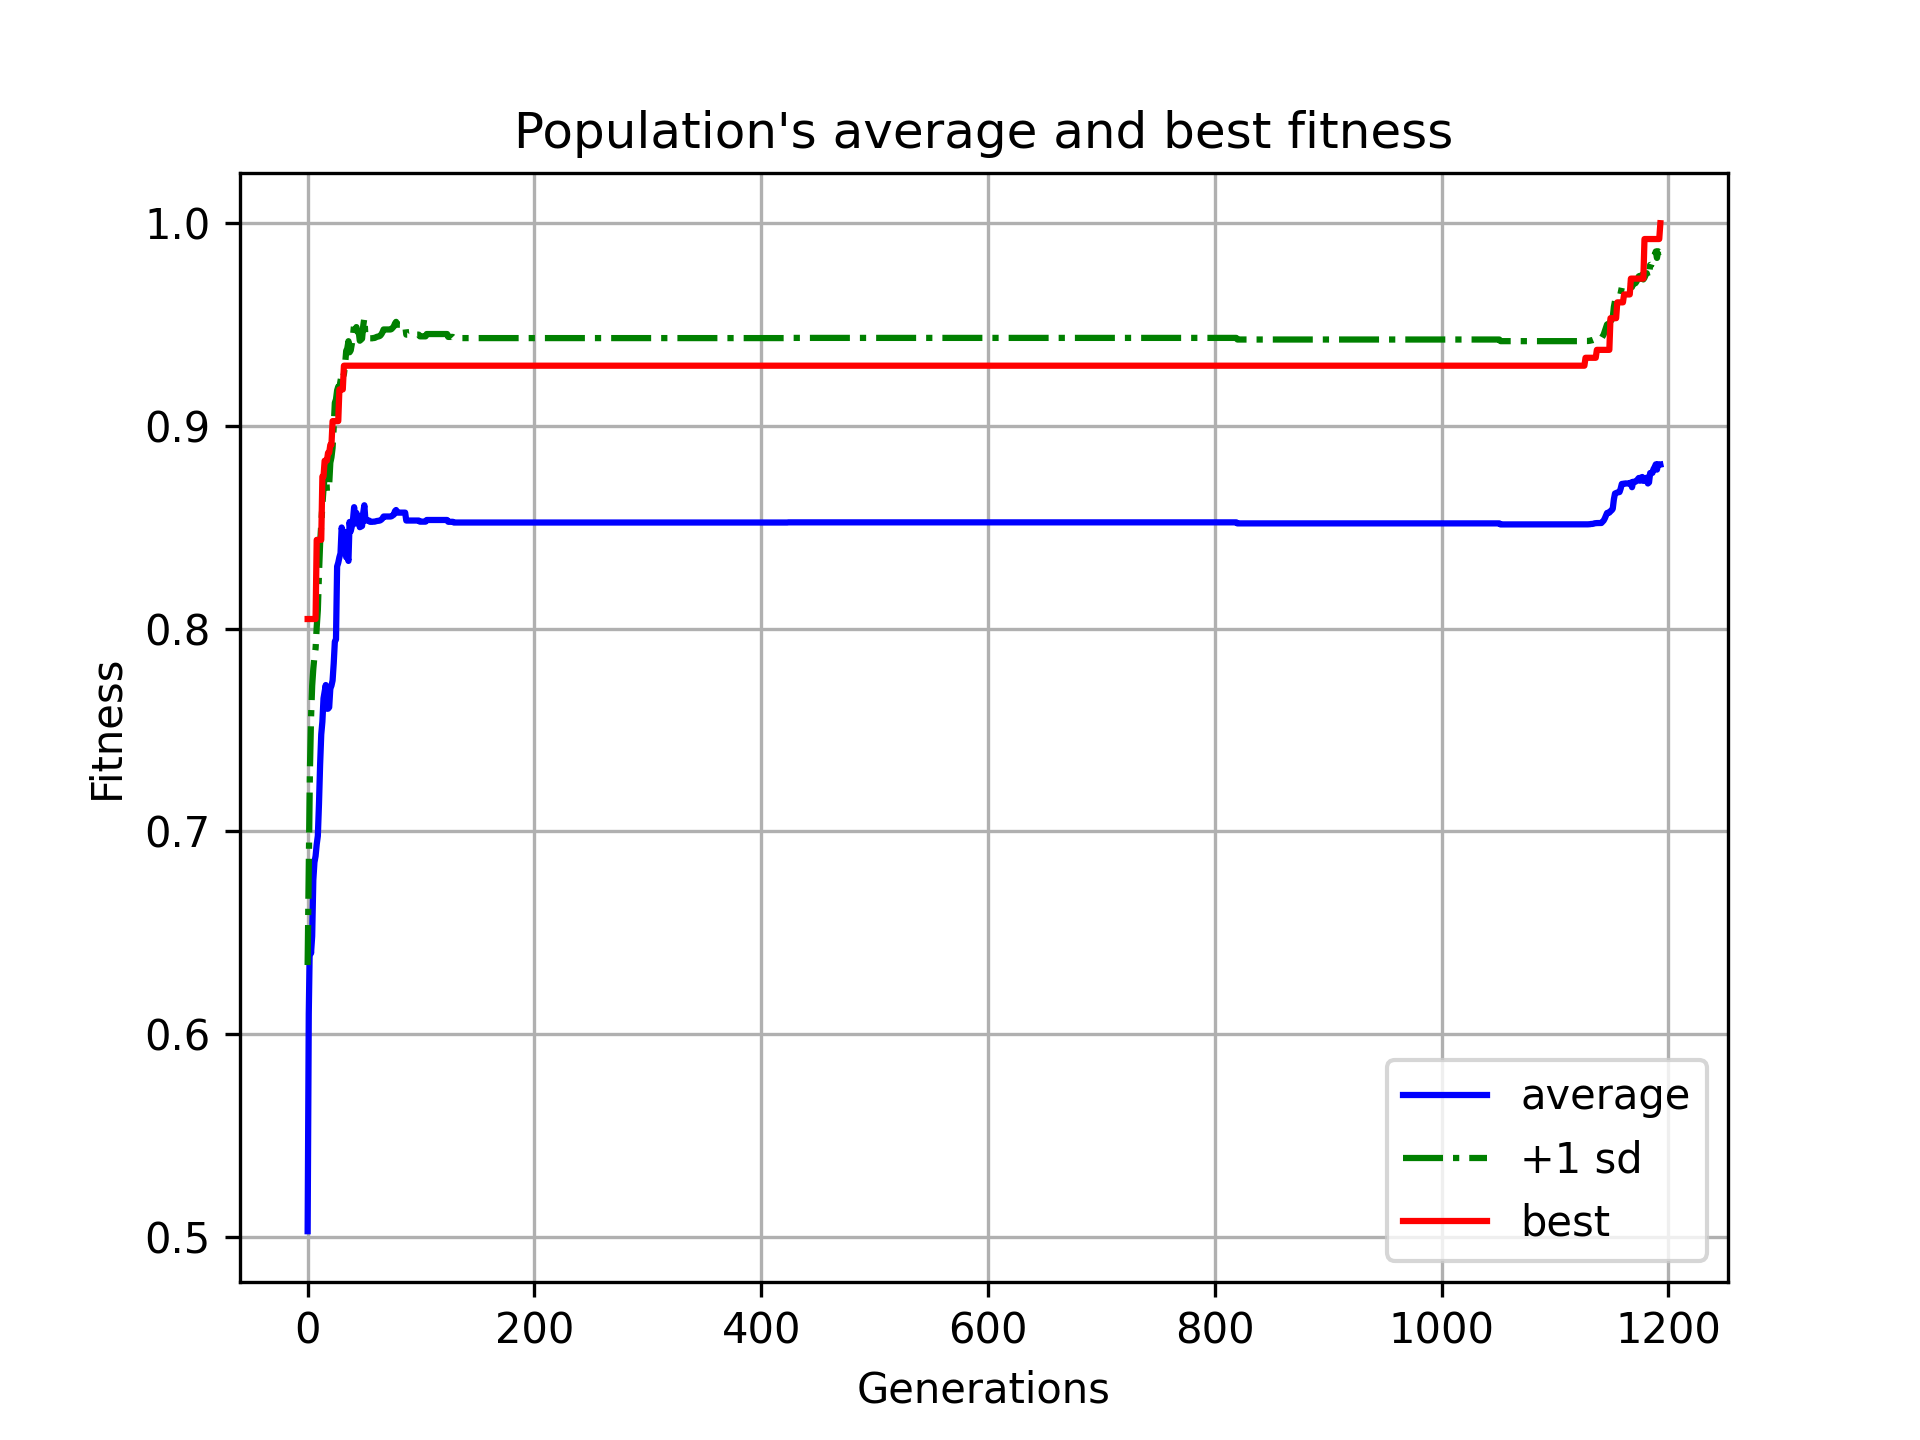 Population's average and best fitness
1.0
0.9
0.8
0.7
0.6
0.5
Fitness
0 200 400 600 800 1000 1200
Generations
average
+1 sd
best